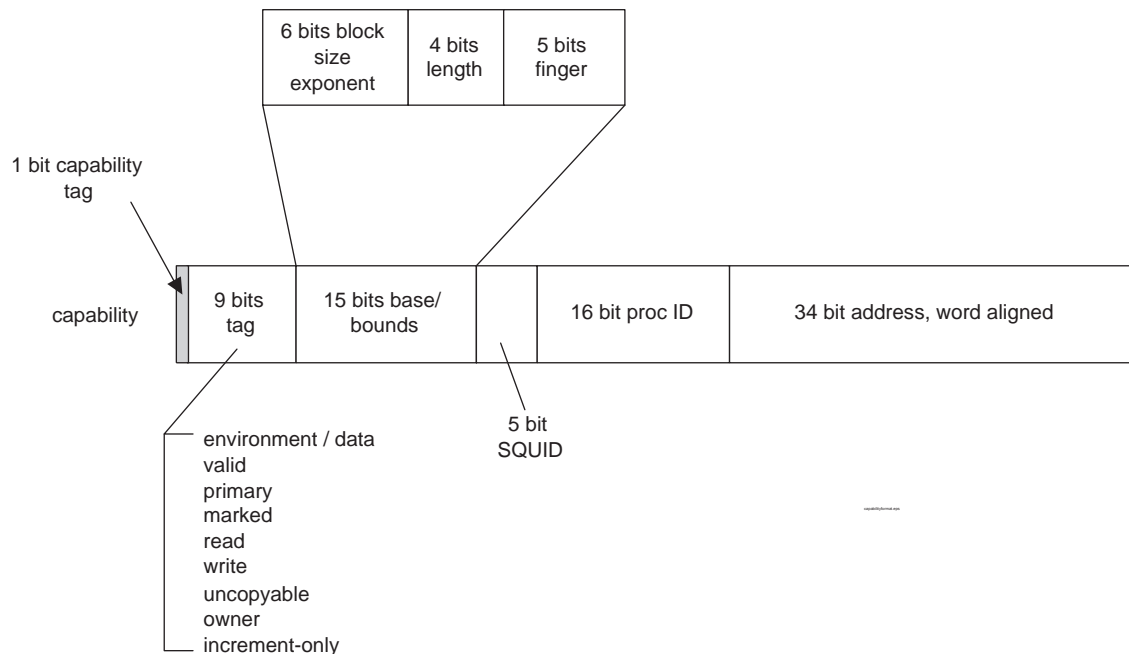 6 bits block
size
exponent
4 bits
length
5 bits
finger
1 bit capability
tag
capability
9 bits
tag
15 bits base/
bounds
16 bit proc ID
34 bit address, word aligned
5 bit
SQUID
environment / data
valid
primary
marked
read
write
uncopyable
owner
increment-only